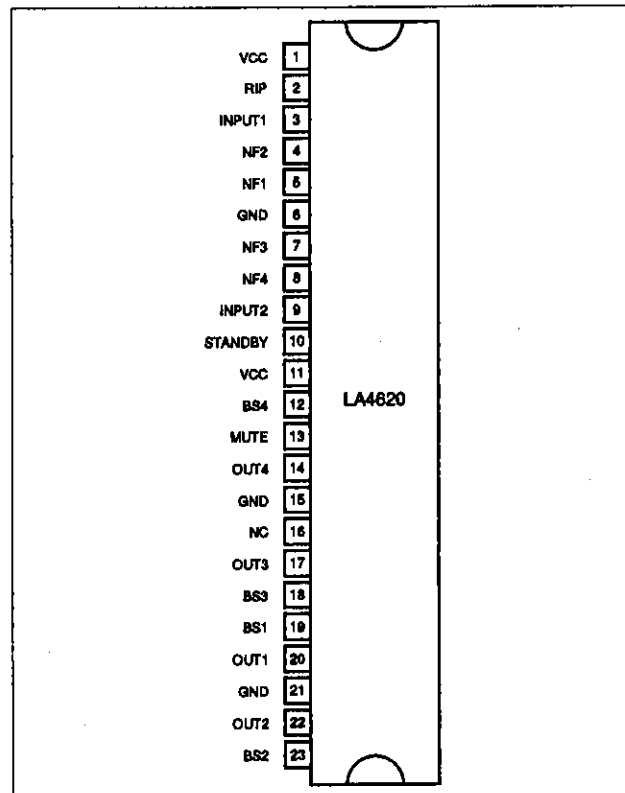 VCC 1
RIP 2
INPUT1 3
NF2 4
NF1 5
GND 6
NF3 7
NF4 8
INPUT2 9
STANDBY 10
VCC 11
BS4 12
MUTE 13
OUT4 14
GND 15
NC 16
OUT3 17
BS3 18
BS1 19
OUT1 20
GND 21
OUT2 22
BS2 23
LA4620